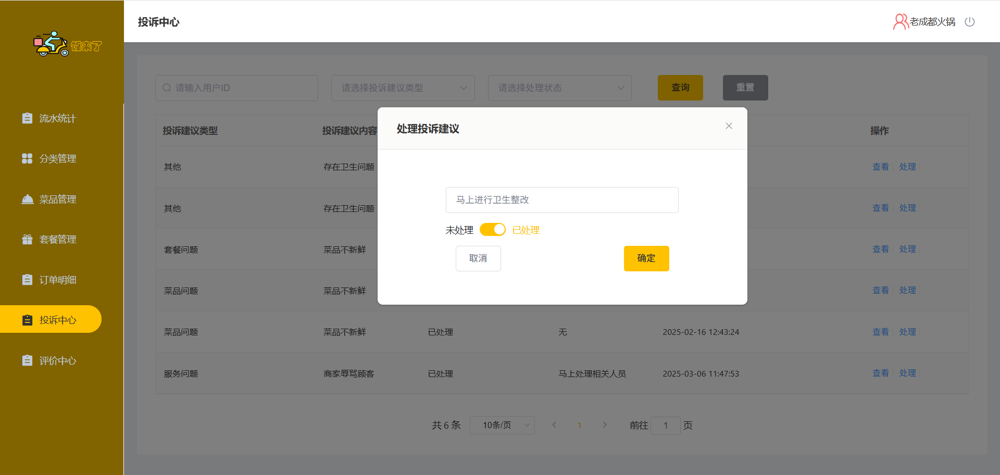 投诉中心
老成都火锅
饭来了
流水统计
分类管理
菜品管理
套餐管理
订单明细
投诉中心
评价中心
请输入用户ID
请选择投诉建议类型
请选择处理状态
查询
重置
投诉建议类型 投诉建议内容 操作
其他 存在卫生问题 查看 处理
其他 存在卫生问题 查看 处理
套餐问题 菜品不新鲜 查看 处理
菜品问题 菜品不新鲜 查看 处理
菜品问题 菜品不新鲜 已处理 无 2025-02-16 12:43:24 查看 处理
服务问题 商家辱骂顾客 已处理 马上处理相关人员 2025-03-06 11:47:53 查看 处理
处理投诉建议
马上进行卫生整改
未处理 已处理
取消 确定
共 6 条 10条/页 1 前往 1 页